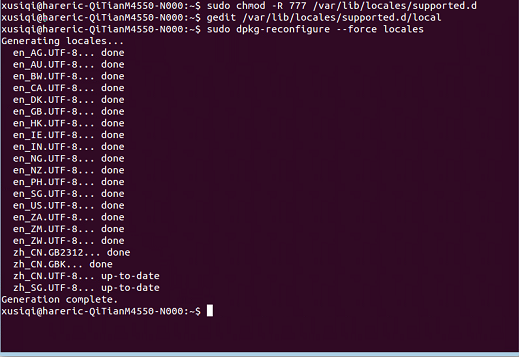 xusiqi@hareric-QiTianM4550-N000:~$ sudo chmod -R 777 /var/lib/locales/supported.d
xusiqi@hareric-QiTianM4550-N000:~$ gedit /var/lib/locales/supported.d/local
xusiqi@hareric-QiTianM4550-N000:~$ sudo dpkg-reconfigure --force locales
Generating locales...
  en_AG.UTF-8... done
  en_AU.UTF-8... done
  en_BW.UTF-8... done
  en_CA.UTF-8... done
  en_DK.UTF-8... done
  en_GB.UTF-8... done
  en_HK.UTF-8... done
  en_IE.UTF-8... done
  en_IN.UTF-8... done
  en_NG.UTF-8... done
  en_NZ.UTF-8... done
  en_PH.UTF-8... done
  en_SG.UTF-8... done
  en_US.UTF-8... done
  en_ZA.UTF-8... done
  en_ZM.UTF-8... done
  en_ZW.UTF-8... done
  zh_CN.GB2312... done
  zh_CN.GBK... done
  zh_CN.UTF-8... up-to-date
  zh_SG.UTF-8... up-to-date
Generation complete.
xusiqi@hareric-QiTianM4550-N000:~$